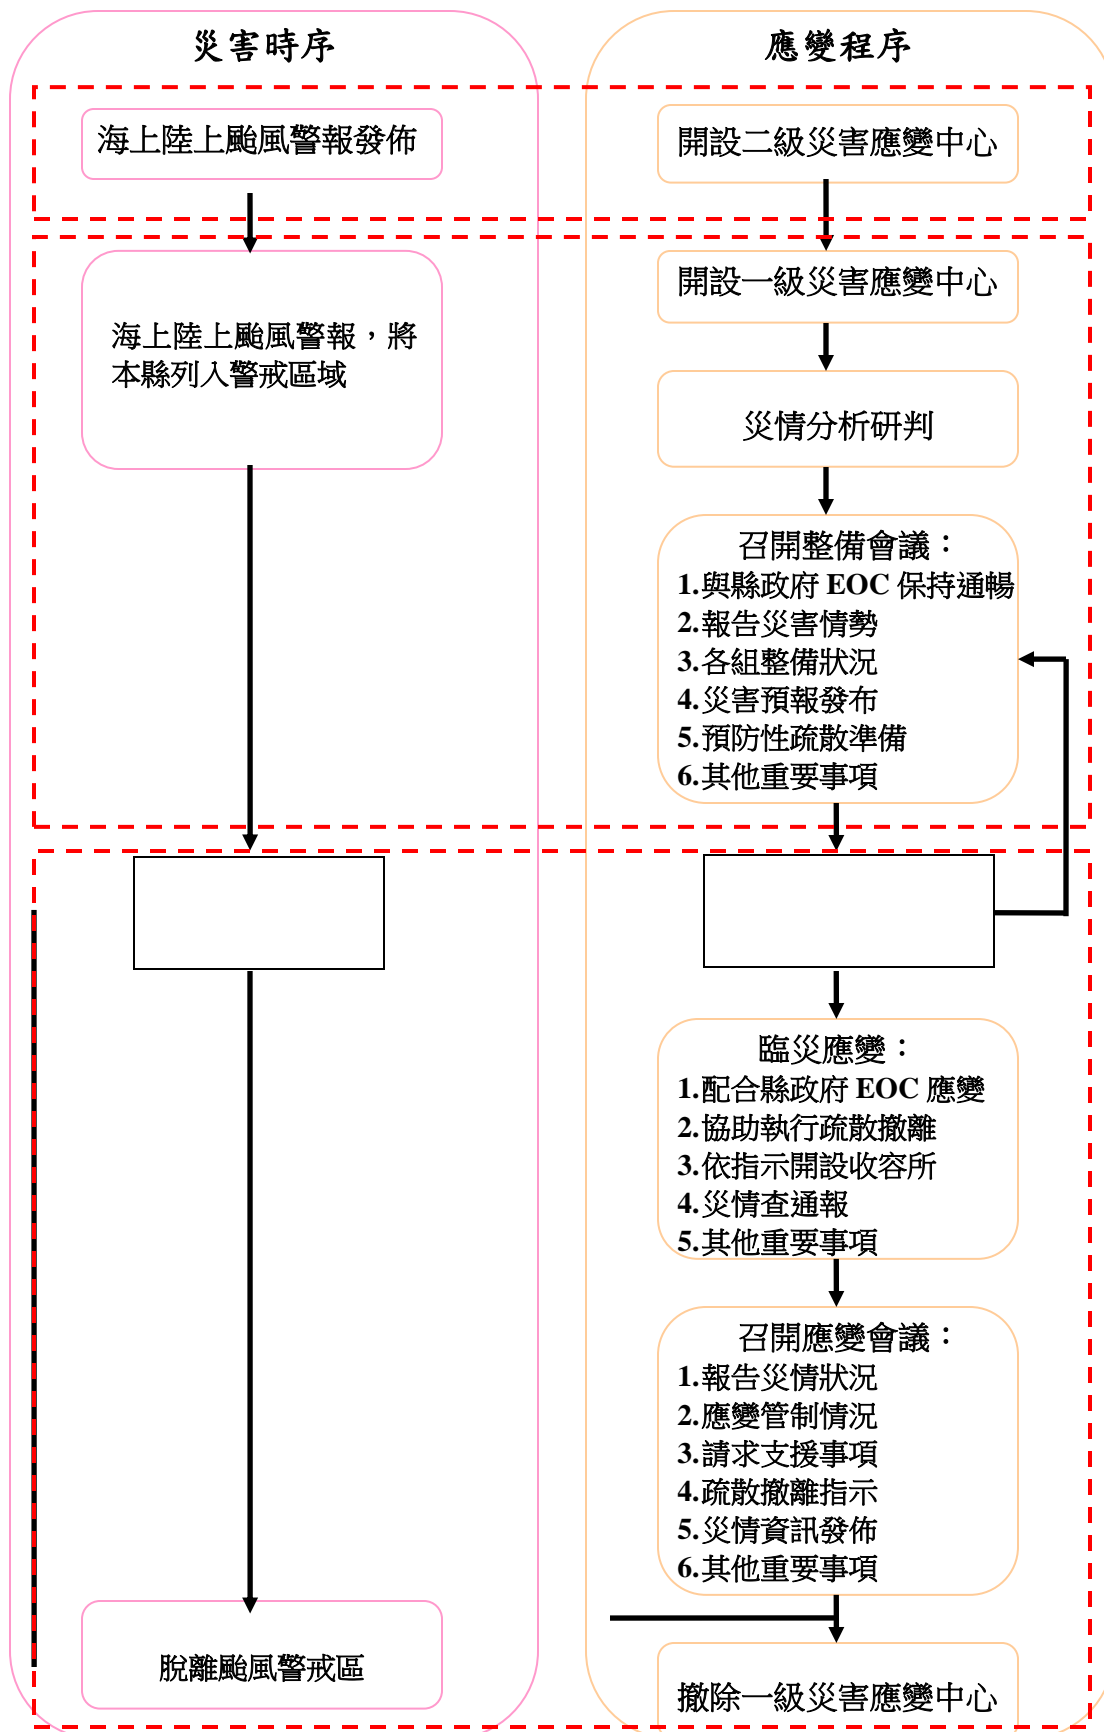 災害時序
海上陸上颱風警報發佈
海上陸上颱風警報，將
本縣列入警戒區域
脫離颱風警戒區
應變程序
開設二級災害應變中心
開設一級災害應變中心
災情分析研判
召開整備會議：
1.與縣政府 EOC 保持通暢
2.報告災害情勢
3.各組整備狀況
4.災害預報發布
5.預防性疏散準備
6.其他重要事項
臨災應變：
1.配合縣政府 EOC 應變
2.協助執行疏散撤離
3.依指示開設收容所
4.災情查通報
5.其他重要事項
召開應變會議：
1.報告災情狀況
2.應變管制情況
3.請求支援事項
4.疏散撤離指示
5.災情資訊發佈
6.其他重要事項
撤除一級災害應變中心